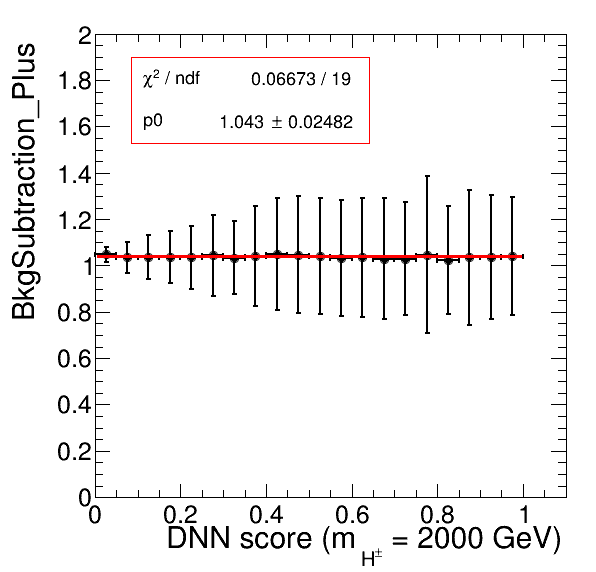 BkgSubtraction_Plus
2
1.8
1.6
1.4
1.2
1
0.8
0.6
0.4
0.2
0
χ² / ndf 0.06673 / 19
p0 1.043 ± 0.02482
0 0.2 0.4 0.6 0.8 1
DNN score (m_H± = 2000 GeV)